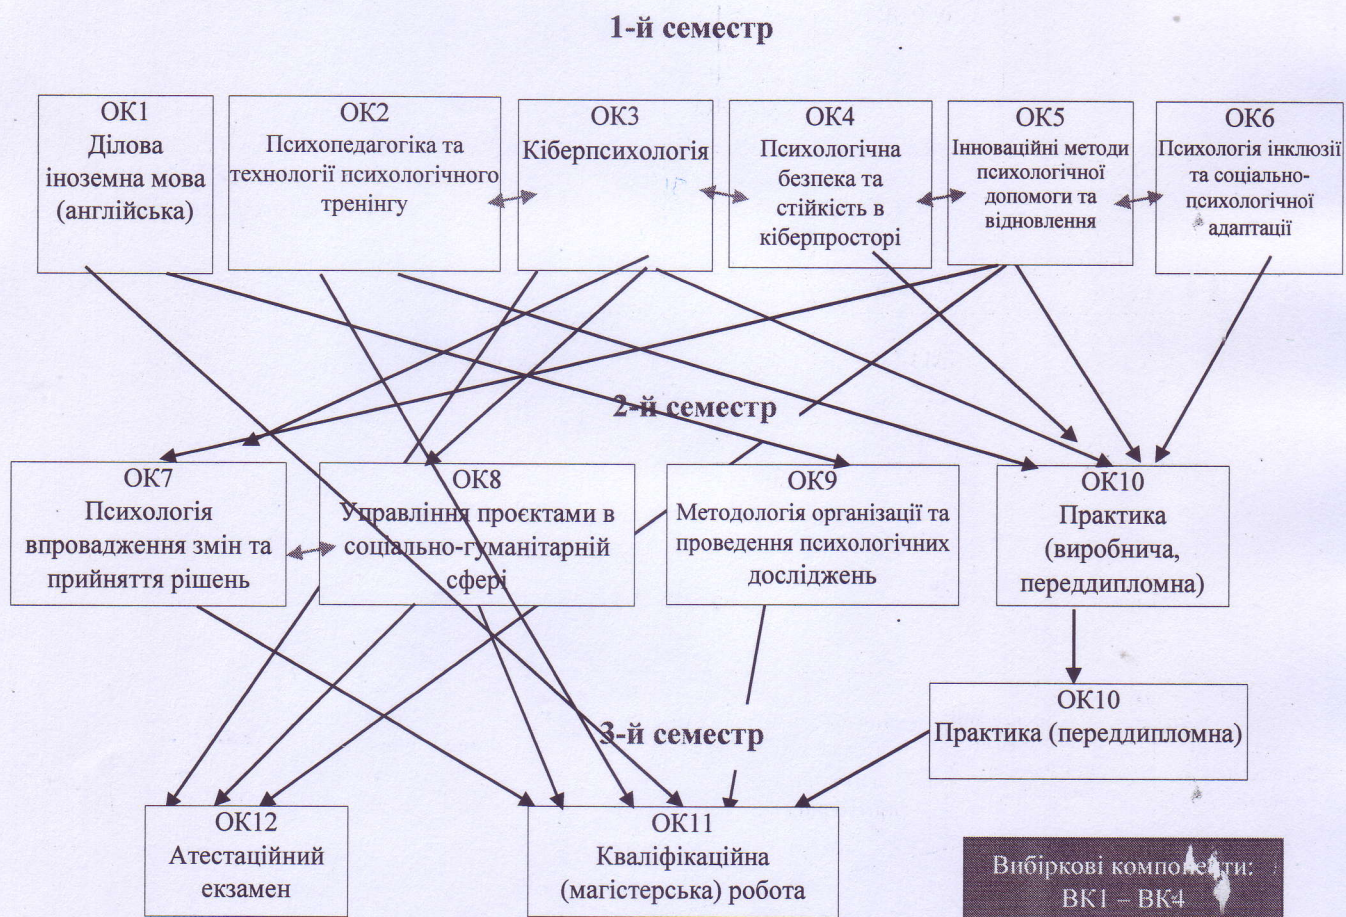 1-й семестр
ОК1
Ділова
іноземна мова
(англійська)
ОК2
Психопедагогіка та
технології психологічного
тренінгу
ОК3
Кіберпсихологія
ОК4
Психологічна
безпека та
стійкість в
кіберпросторі
ОК5
Інноваційні методи
психологічної
допомоги та
відновлення
ОК6
Психологія інклюзії
та соціально-
психологічної
адаптації
2-й семестр
ОК7
Психологія
впровадження змін та
прийняття рішень
ОК8
Управління проєктами в
соціально-гуманітарній
сфері
ОК9
Методологія організації та
проведення психологічних
досліджень
ОК10
Практика
(виробнича,
переддипломна)
ОК10
Практика (переддипломна)
3-й семестр
ОК12
Атестаційний
екзамен
ОК11
Кваліфікаційна
(магістерська) робота
Вибіркові компоненти:
ВК1 – ВК4